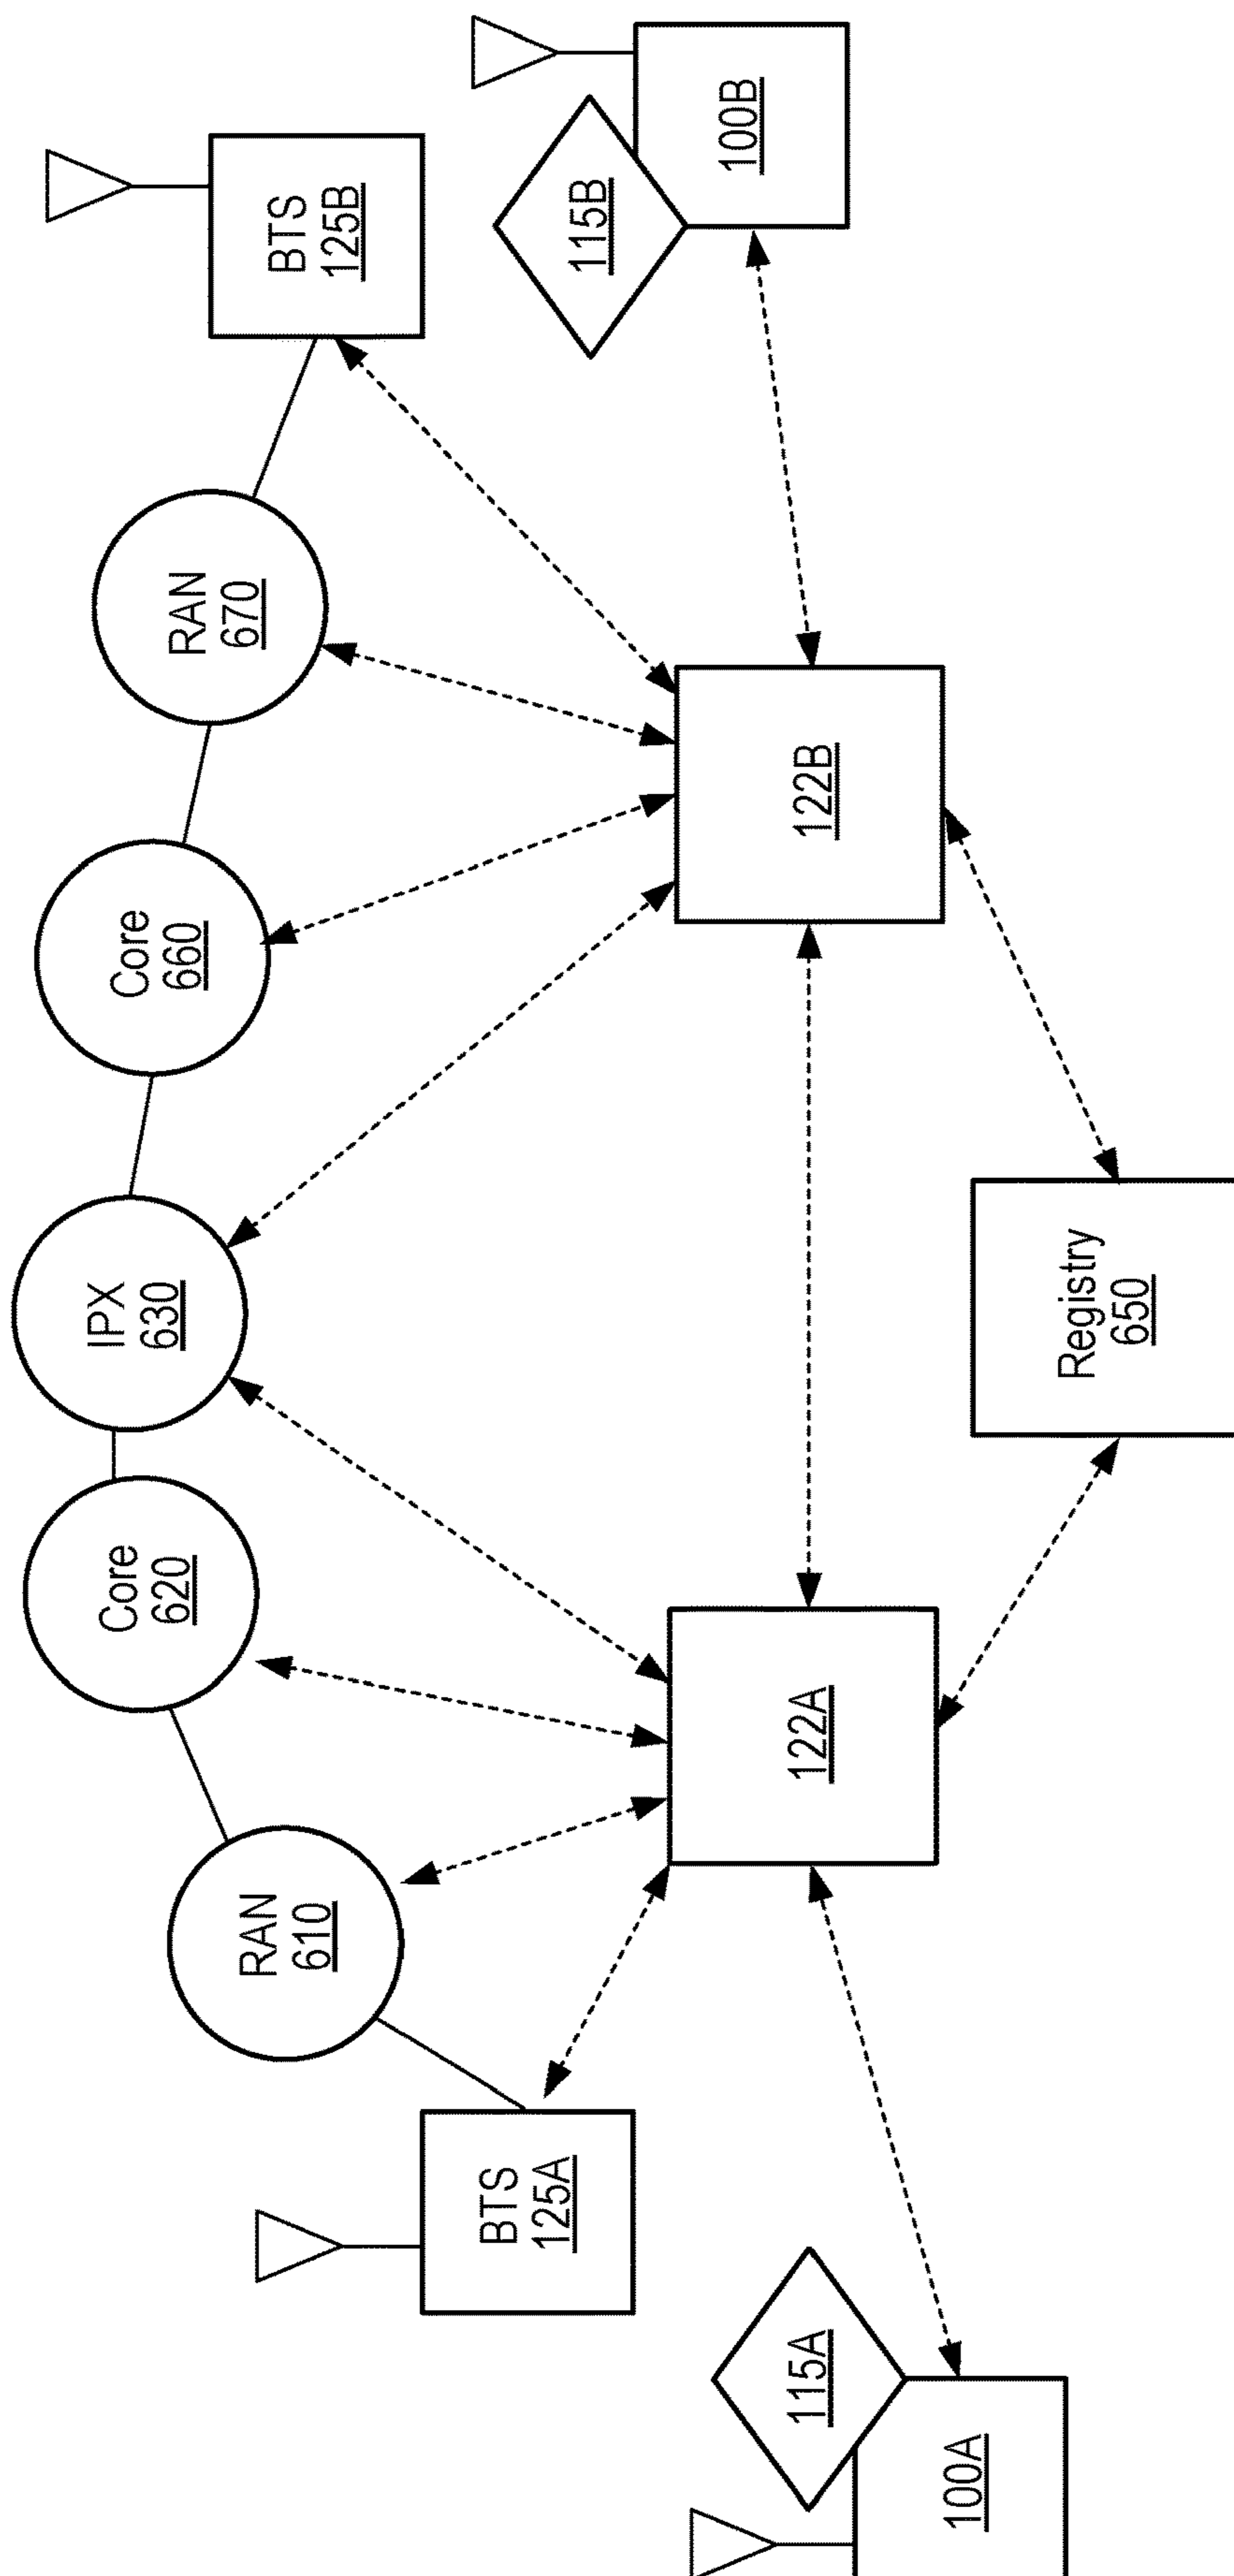 Core
620
IPX
630
Core
660
RAN
670
RAN
610
BTS
125B
BTS
125A
115B
100B
115A
100A
122A
122B
Registry
650